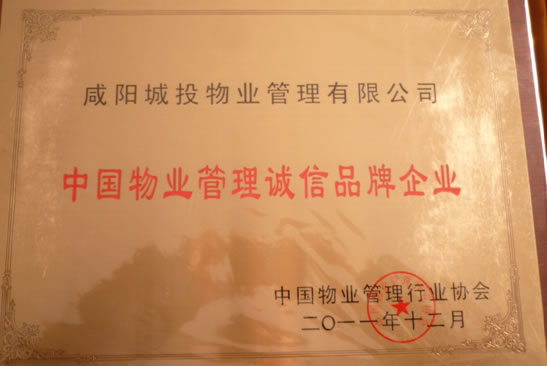 咸阳城投物业管理有限公司
中国物业管理诚信品牌企业
中国物业管理行业协会
二〇一一年十二月